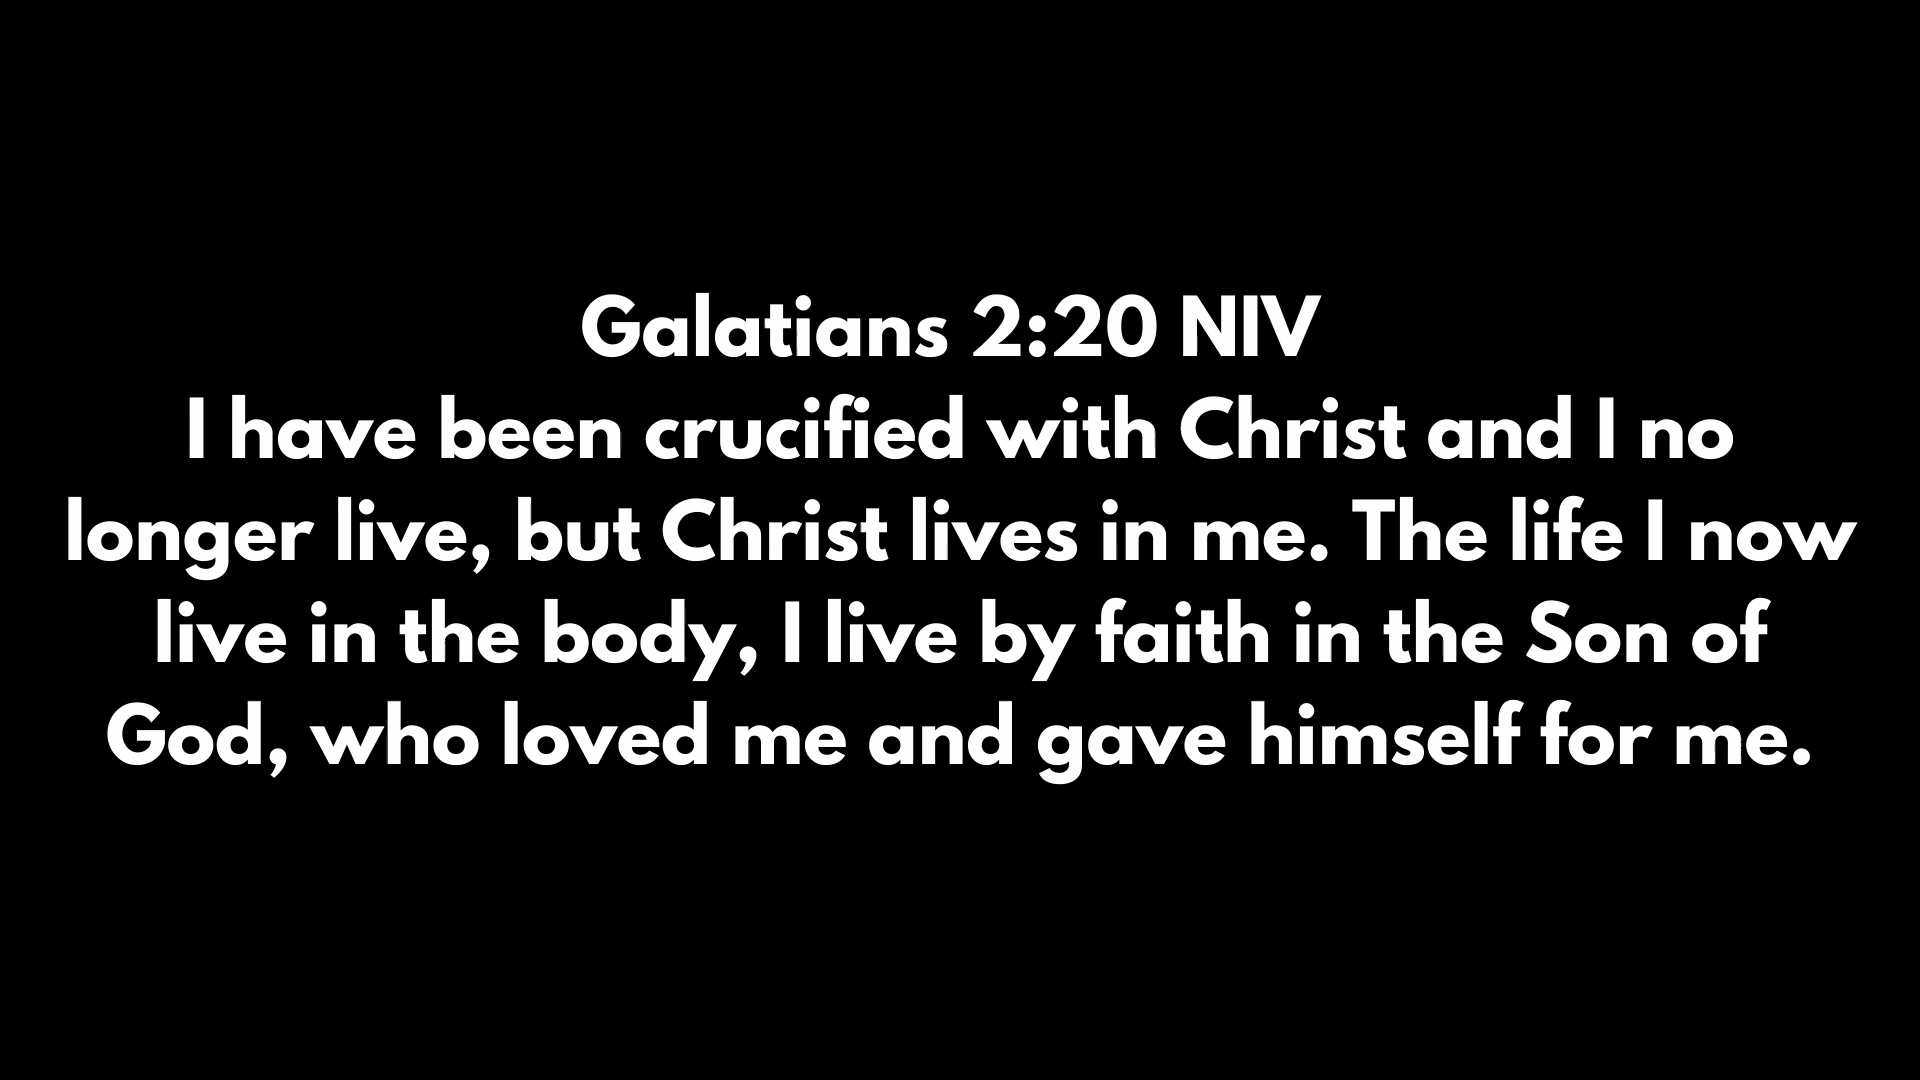 Galatians 2:20 NIV
I have been crucified with Christ and I no
longer live, but Christ lives in me. The life I now
live in the body, I live by faith in the Son of
God, who loved me and gave himself for me.